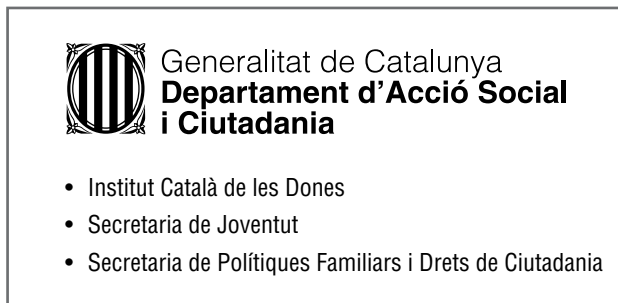 Generalitat de Catalunya
Departament d'Acció Social
i Ciutadania
• Institut Català de les Dones
• Secretaria de Joventut
• Secretaria de Polítiques Familiars i Drets de Ciutadania